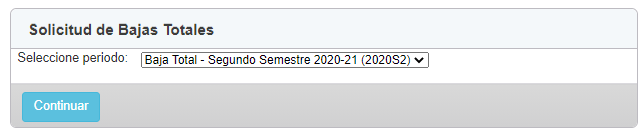 Solicitud de Bajas Totales
Seleccione periodo: Baja Total - Segundo Semestre 2020-21 (2020S2)
Continuar